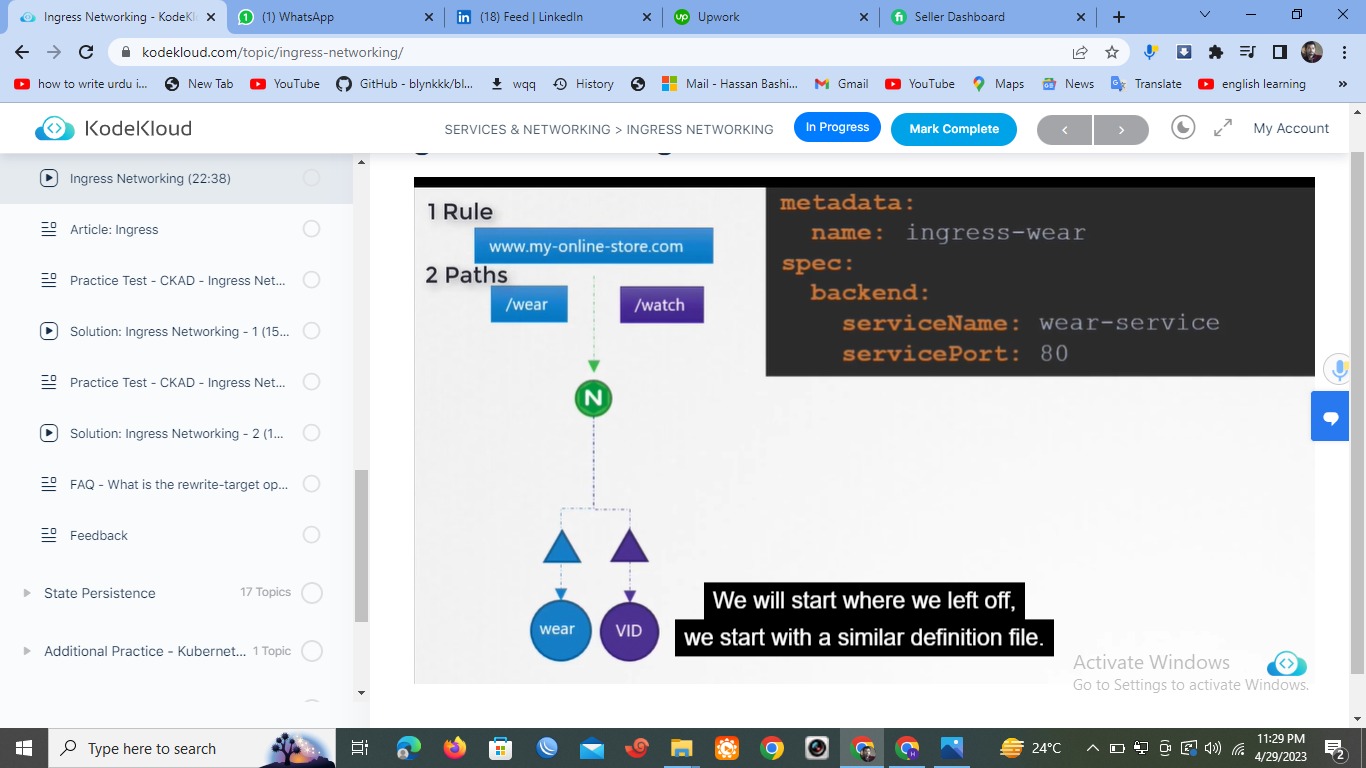 Ingress Networking - KodeKloud
(1) WhatsApp
(18) Feed | LinkedIn
Upwork
Seller Dashboard
kodekloud.com/topic/ingress-networking/
how to write urdu i...
New Tab
YouTube
GitHub - blynkkk/bl...
wqq
History
Mail - Hassan Bashi...
Gmail
YouTube
Maps
News
Translate
english learning
»
KodeKloud
SERVICES & NETWORKING > INGRESS NETWORKING
In Progress
Mark Complete
My Account
Ingress Networking (22:38)
Article: Ingress
Practice Test - CKAD - Ingress Net...
Solution: Ingress Networking - 1 (15...
Practice Test - CKAD - Ingress Net...
Solution: Ingress Networking - 2 (1...
FAQ - What is the rewrite-target op...
Feedback
State Persistence 17 Topics
Additional Practice - Kubernet... 1 Topic
1 Rule
www.my-online-store.com
2 Paths
/wear
/watch
N
wear
VID
metadata:
name: ingress-wear
spec:
backend:
serviceName: wear-service
servicePort: 80
We will start where we left off,
we start with a similar definition file.
Activate Windows
Go to Settings to activate Windows.
Type here to search
24°C
11:29 PM
4/29/2023
2